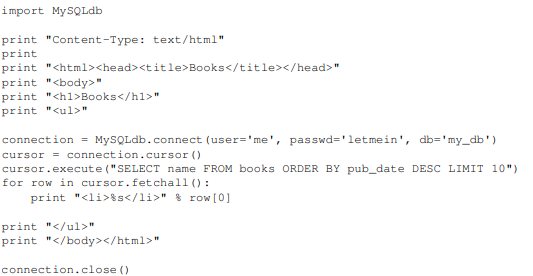 import MySQLdb
print "Content-Type: text/html"
print
print "<html><head><title>Books</title></head>"
print "<body>"
print "<h1>Books</h1>"
print "<ul>"
connection = MySQLdb.connect(user='me', passwd='letmein', db='my_db')
cursor = connection.cursor()
cursor.execute("SELECT name FROM books ORDER BY pub_date DESC LIMIT 10")
for row in cursor.fetchall():
    print "<li>%s</li>" % row[0]
print "</ul>"
print "</body></html>"
connection.close()